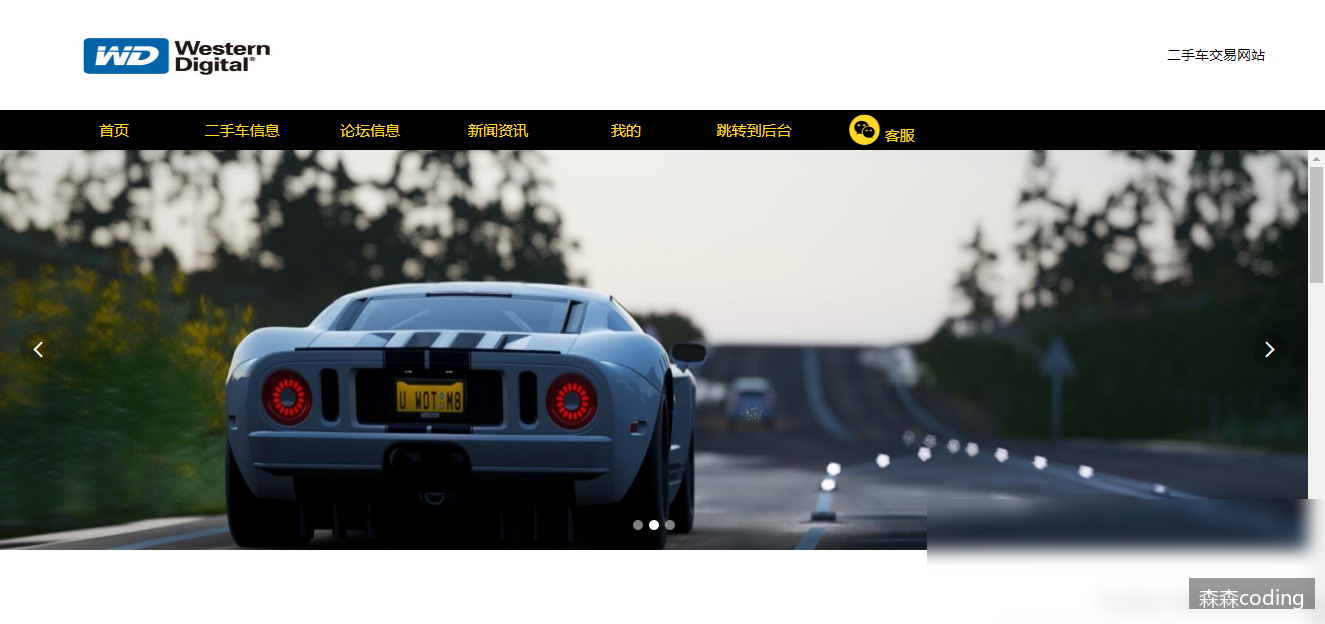 WD Western
Digital®
二手车交易网站
首页 二手车信息 论坛信息 新闻资讯 我的 跳转到后台 客服
U WOT M8
森森coding